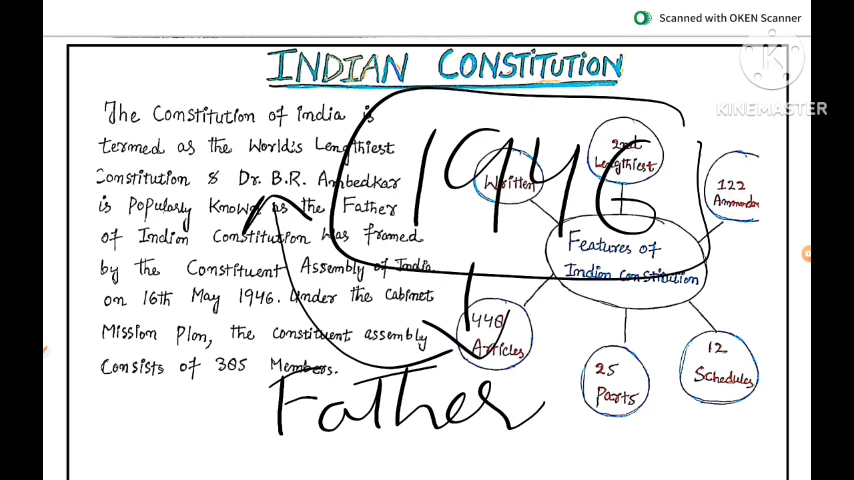 Scanned with OKEN Scanner
KINEMASTER
INDIAN CONSTITUTION
The Constitution of india is
termed as the World's Lengthiest
Constitution & Dr. B.R. Ambedkar
is Popularly Known as the Father
of Indian Constitution was framed
by the Constituent Assembly of India.
on 16th May 1946. Under the Cabinet
Mission Plan, the constituent assembly
Consists of 385 Members.
1946
Written
2nd
Lengthiest
122
Features of
Indian constitution
448
Articles
25
Parts
12
Schedules
Father